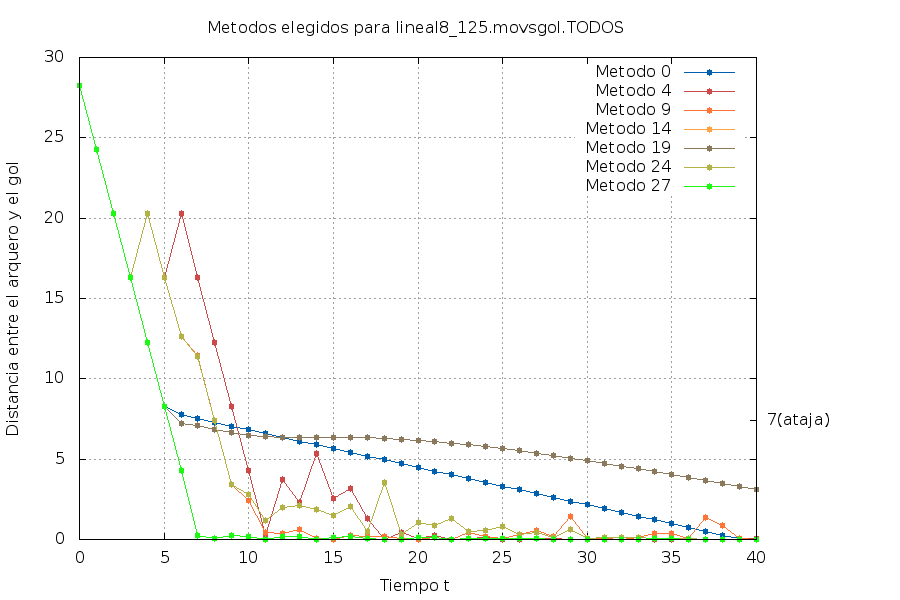 Metodos elegidos para lineal8_125.movsgol.TODOS
30
25
20
15
10
5
0
Distancia entre el arquero y el gol
Metodo 0
Metodo 4
Metodo 9
Metodo 14
Metodo 19
Metodo 24
Metodo 27
7(ataja)
0 5 10 15 20 25 30 35 40
Tiempo t